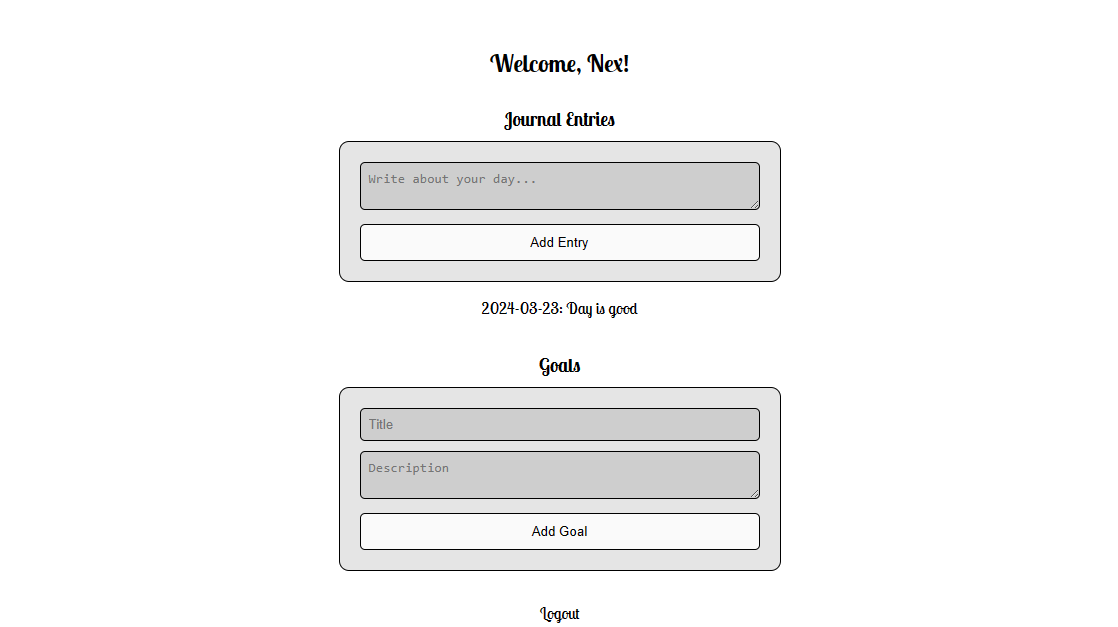 Welcome, Nex!
Journal Entries
Write about your day...
Add Entry
2024-03-23: Day is good
Goals
Title
Description
Add Goal
Logout